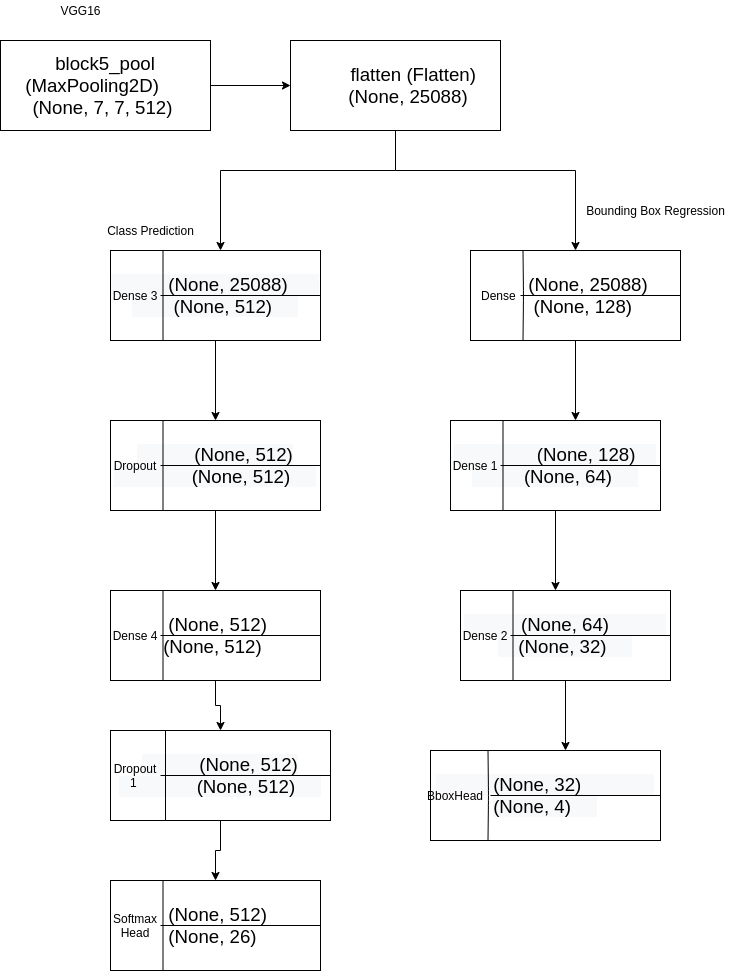 VGG16
block5_pool
(MaxPooling2D)
(None, 7, 7, 512)
flatten (Flatten)
(None, 25088)
Class Prediction
Bounding Box Regression
Dense 3
(None, 25088)
(None, 512)
Dense
(None, 25088)
(None, 128)
Dropout
(None, 512)
(None, 512)
Dense 1
(None, 128)
(None, 64)
Dense 4
(None, 512)
(None, 512)
Dense 2
(None, 64)
(None, 32)
Dropout
1
(None, 512)
(None, 512)
BboxHead
(None, 32)
(None, 4)
Softmax
Head
(None, 512)
(None, 26)